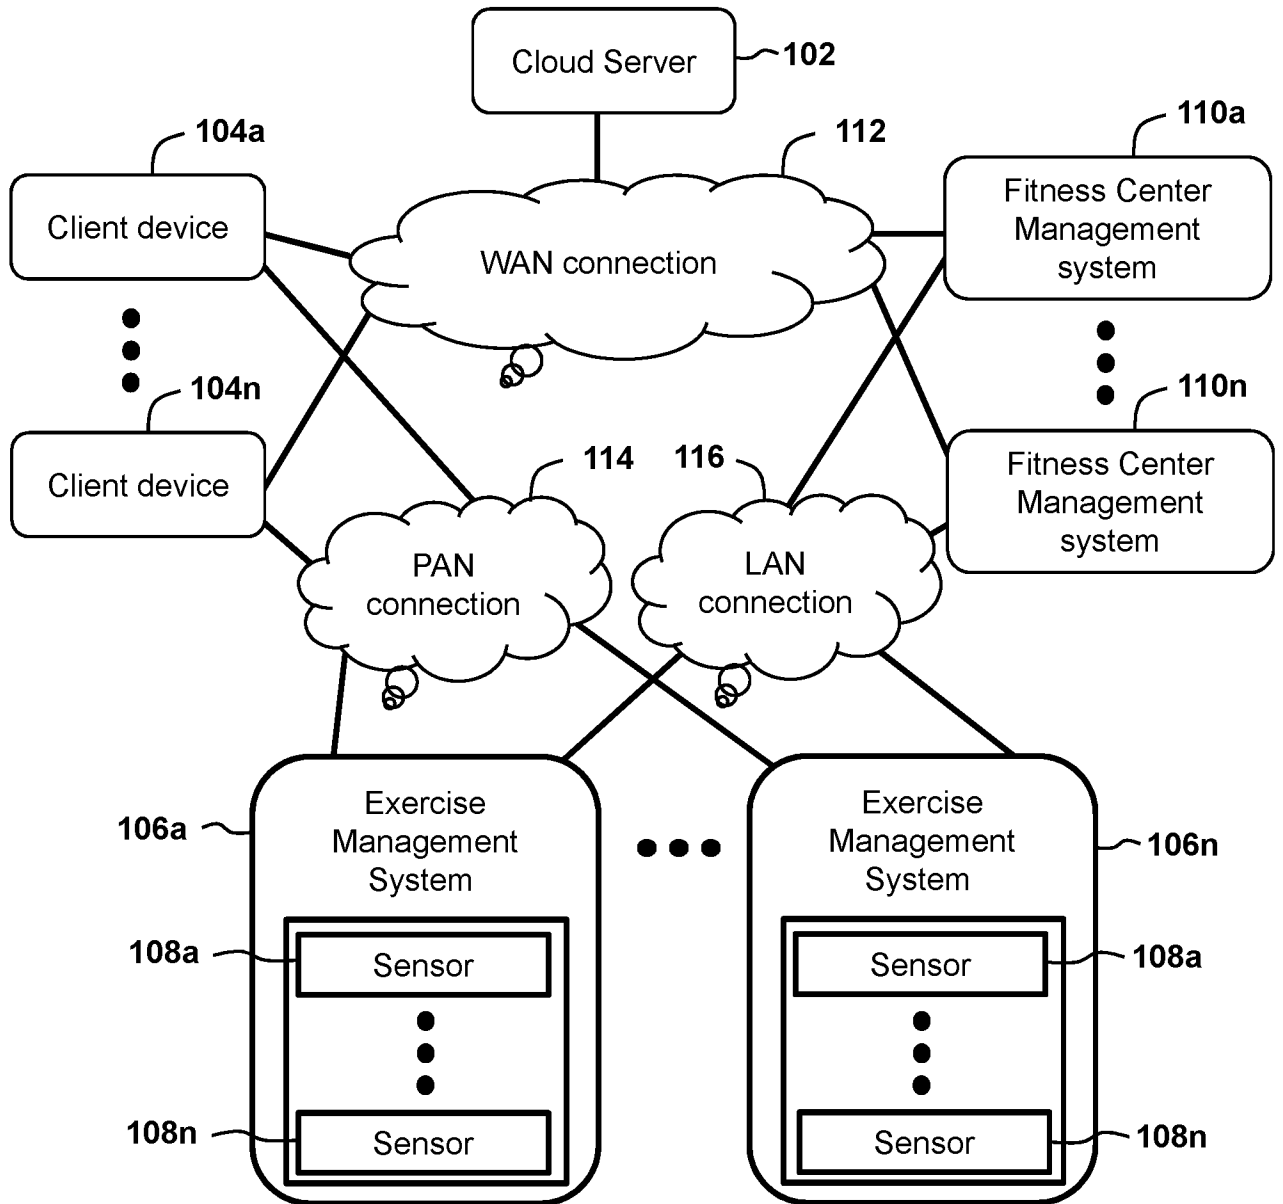 Cloud Server
102
104a
112
110a
Client device
WAN connection
Fitness Center
Management
system
104n
110n
Client device
114
116
Fitness Center
Management
system
PAN
connection
LAN
connection
106a
Exercise
Management
System
Exercise
Management
System
106n
108a
Sensor
Sensor
108a
108n
Sensor
Sensor
108n